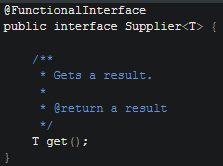 @FunctionalInterface
public interface Supplier<T> {
/**
* Gets a result.
*
* @return a result
*/
T get();
}